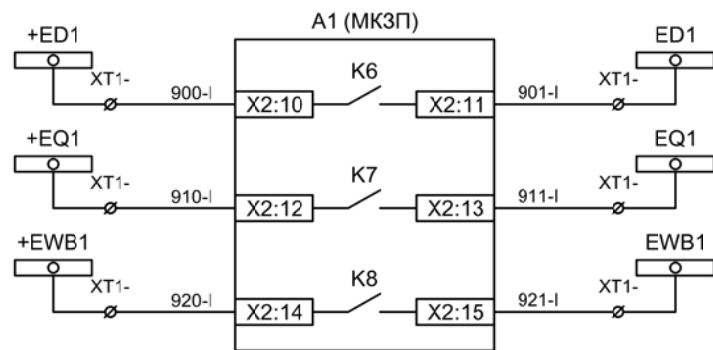 A1 (МКЗП)
+ED1
ED1
XT1-
900-I
X2:10
K6
X2:11
901-I
XT1-
+EQ1
EQ1
XT1-
910-I
X2:12
K7
X2:13
911-I
XT1-
+EWB1
EWB1
XT1-
920-I
X2:14
K8
X2:15
921-I
XT1-